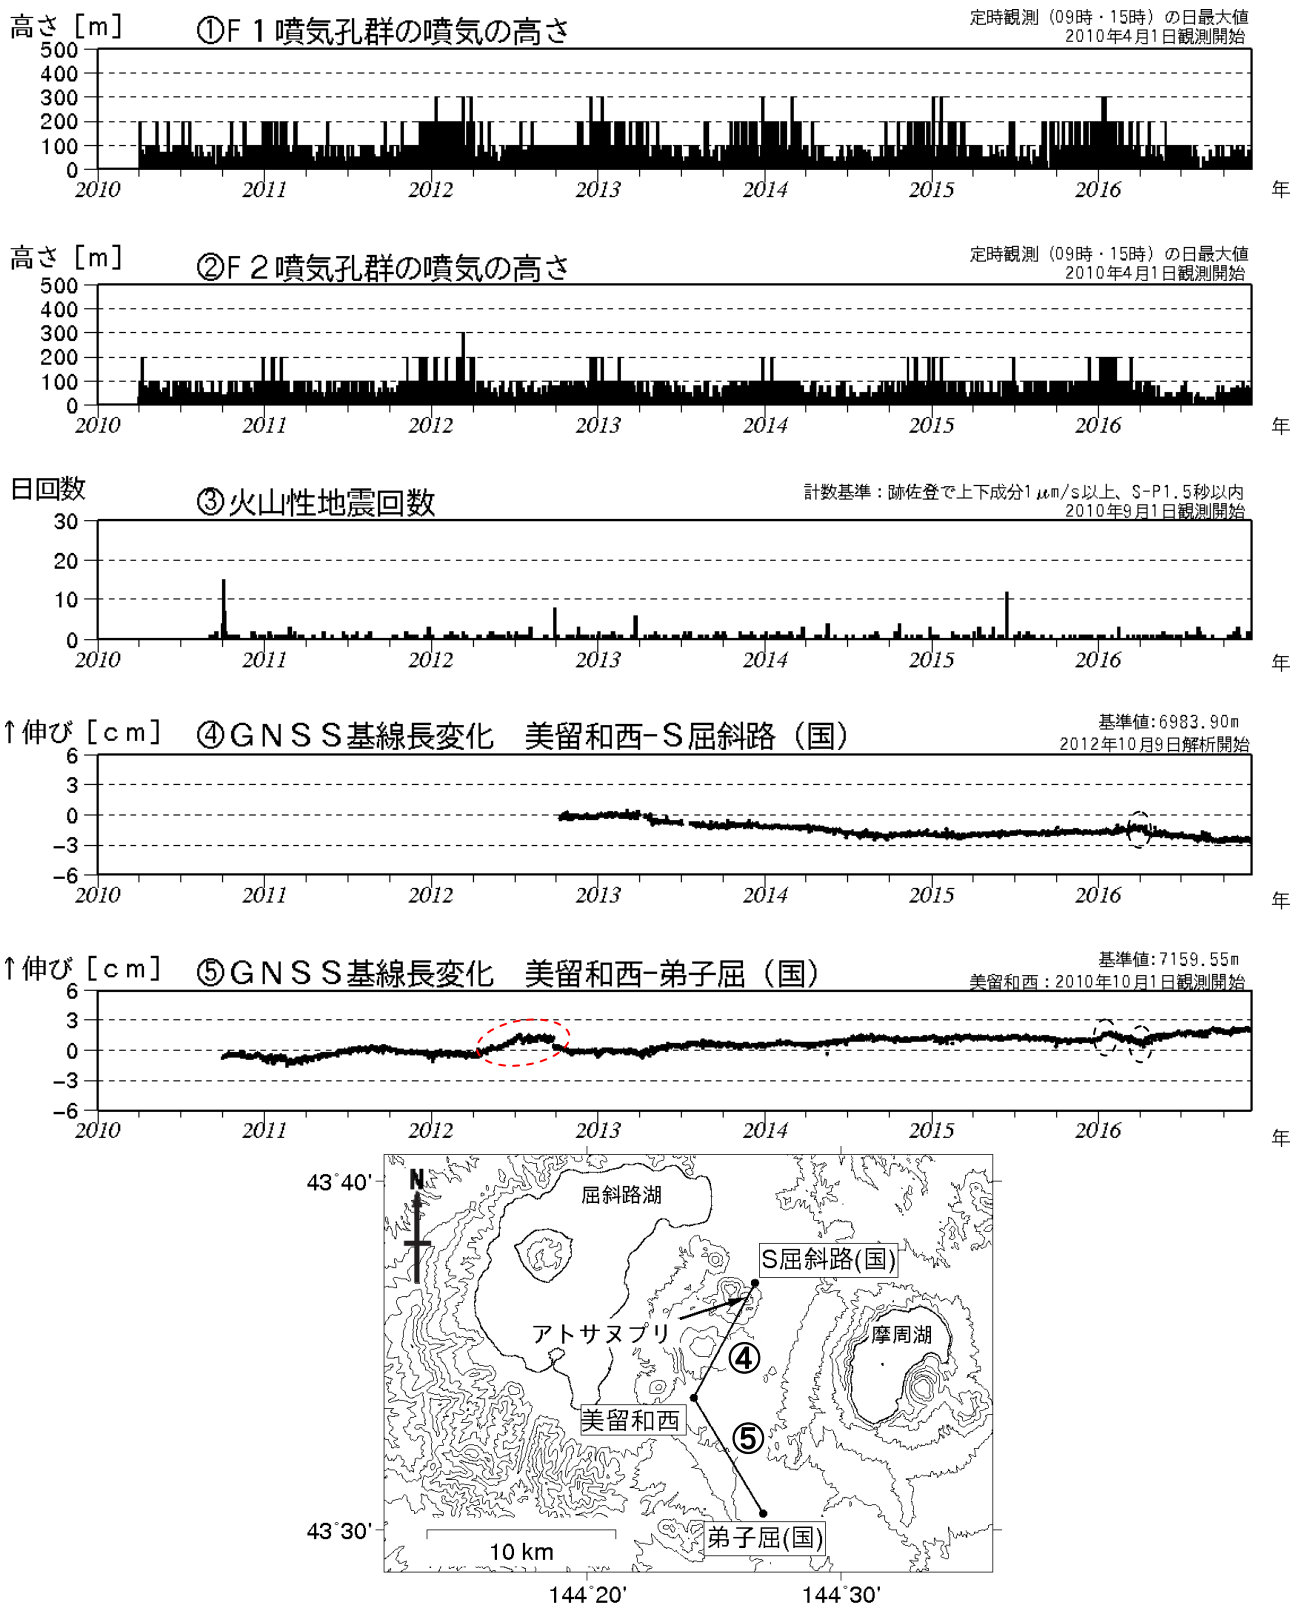 高さ [m] ①F1噴気孔群の噴気の高さ 定時観測（09時・15時）の日最大値
2010年4月1日観測開始
500
400
300
200
100
0
2010 2011 2012 2013 2014 2015 2016 年
高さ [m] ②F2噴気孔群の噴気の高さ 定時観測（09時・15時）の日最大値
2010年4月1日観測開始
500
400
300
200
100
0
2010 2011 2012 2013 2014 2015 2016 年
日回数 ③火山性地震回数 計数基準：跡佐登で上下成分1μm/s以上、S-P1.5秒以内
2010年9月1日観測開始
30
20
10
0
2010 2011 2012 2013 2014 2015 2016 年
↑伸び [cm] ④GNSS基線長変化 美留和西-S屈斜路（国） 基準値:6983.90m
2012年10月9日解析開始
6
3
0
-3
-6
2010 2011 2012 2013 2014 2015 2016 年
↑伸び [cm] ⑤GNSS基線長変化 美留和西-弟子屈（国） 基準値:7159.55m
美留和西：2010年10月1日観測開始
6
3
0
-3
-6
2010 2011 2012 2013 2014 2015 2016 年
43°40'
N
屈斜路湖
S屈斜路(国)
アトサヌプリ
摩周湖
④
美留和西
⑤
43°30'
弟子屈(国)
10 km
144°20' 144°30'